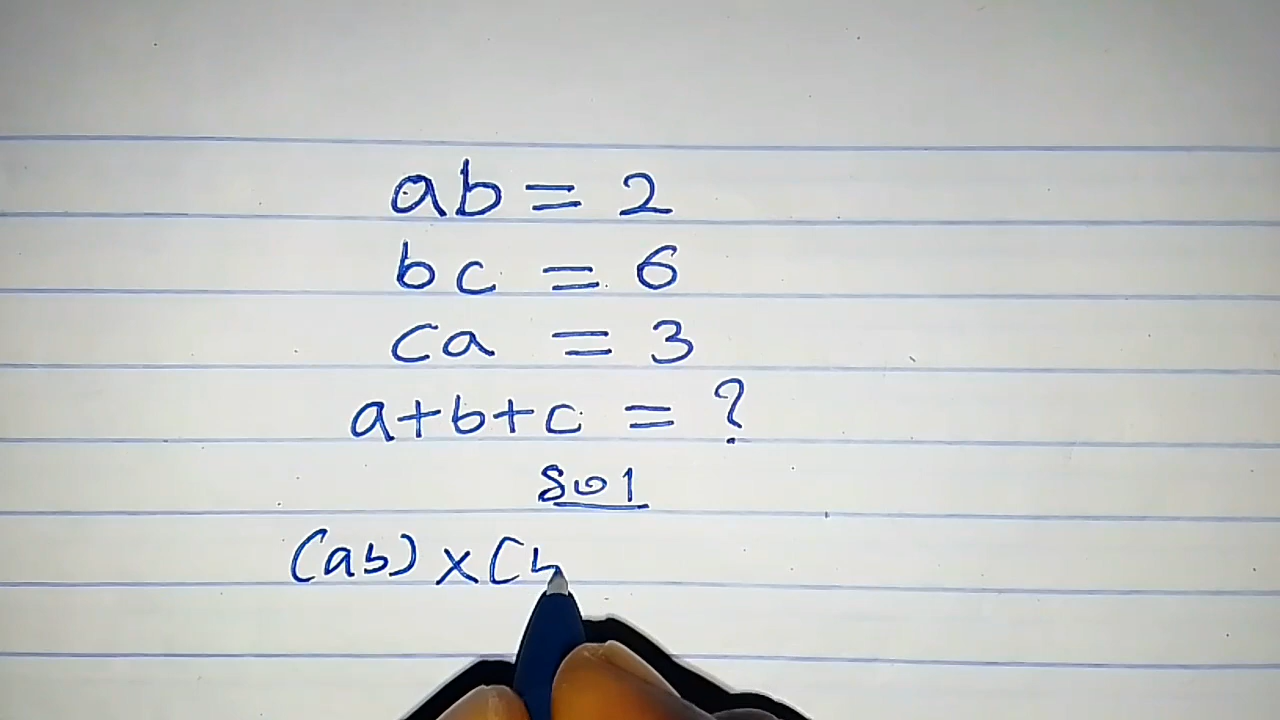 ab = 2
bc = 6
ca = 3
a+b+c = ?
Sol
(ab) × (b